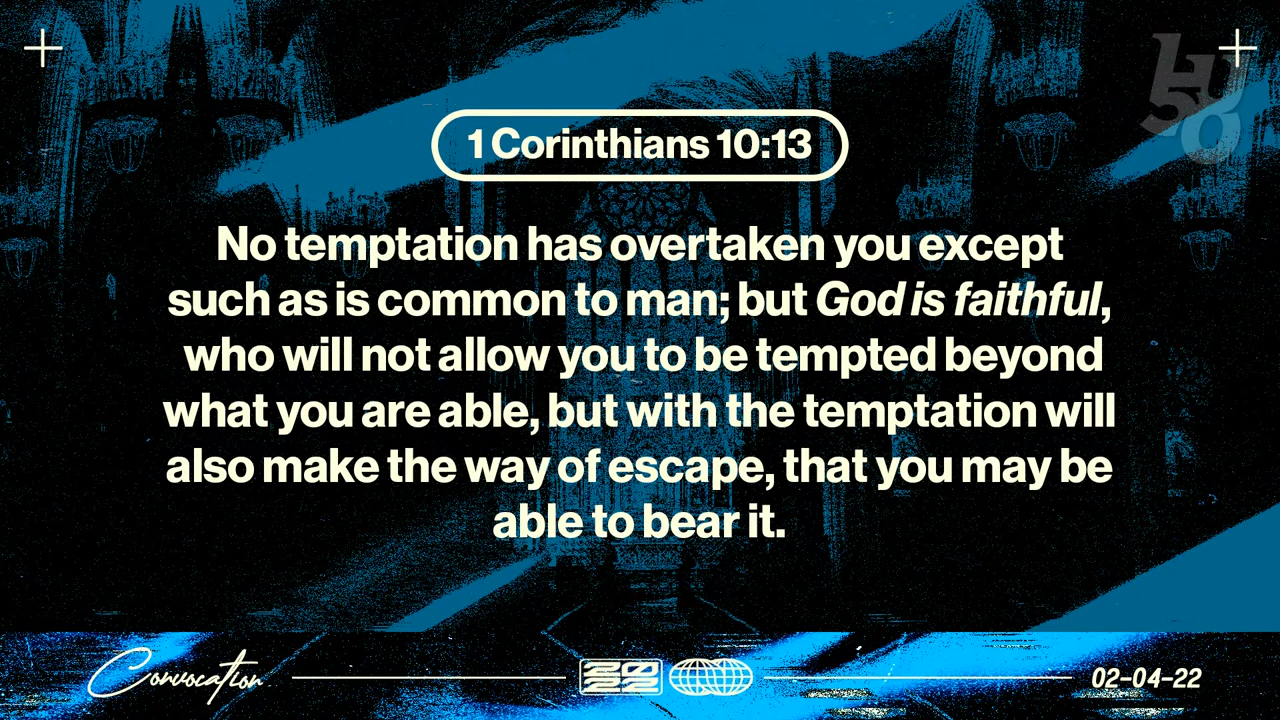 LU
50
1 Corinthians 10:13
No temptation has overtaken you except
such as is common to man; but God is faithful,
who will not allow you to be tempted beyond
what you are able, but with the temptation will
also make the way of escape, that you may be
able to bear it.
Convocation
02-04-22